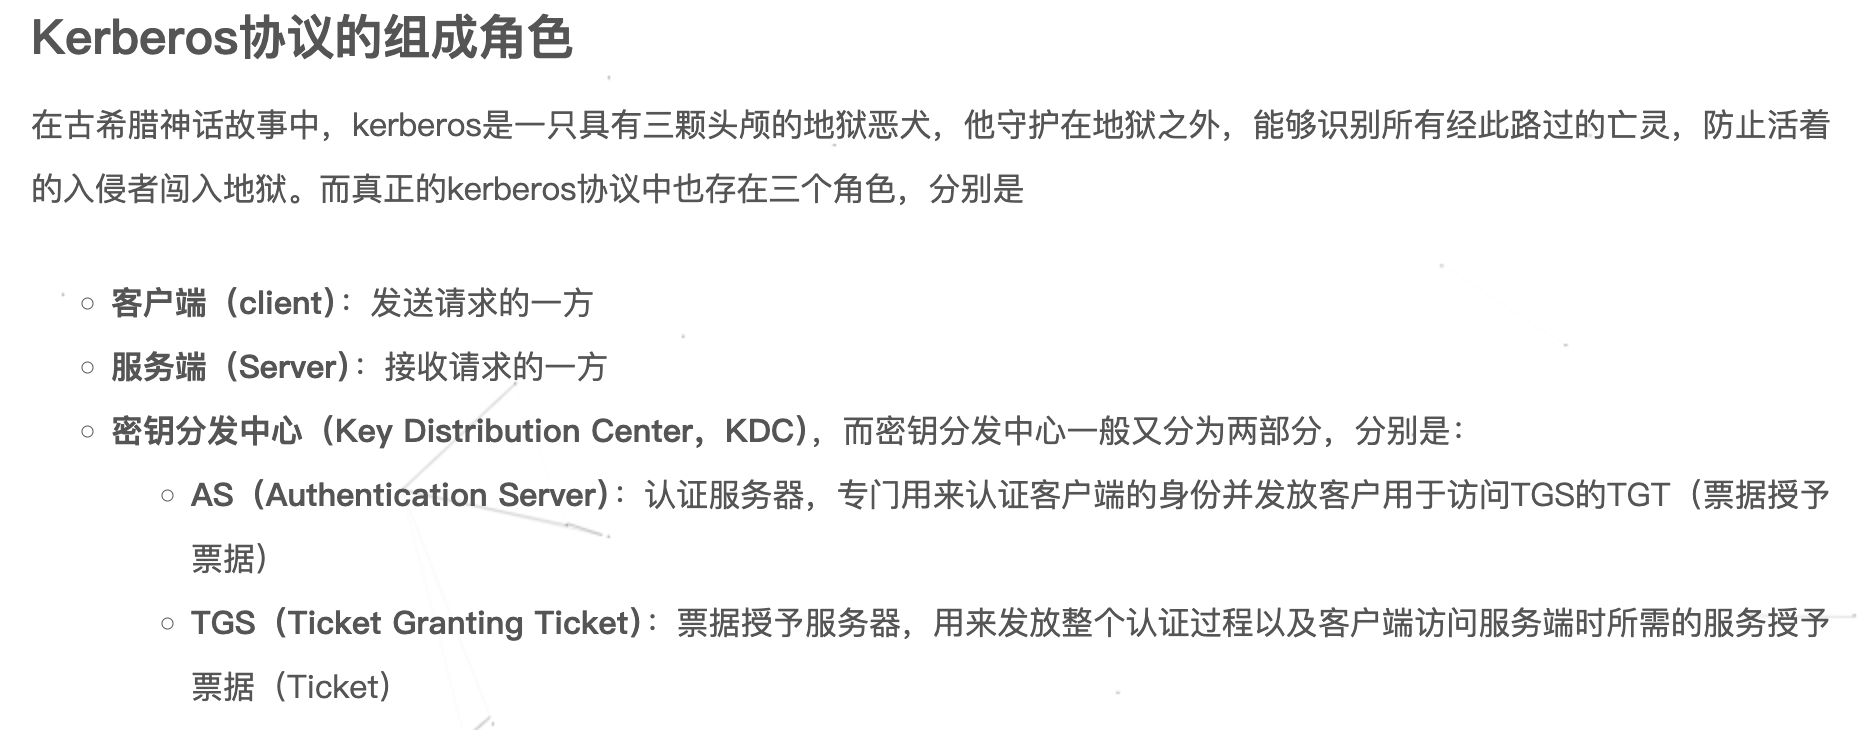 Kerberos协议的组成角色
在古希腊神话故事中，kerberos是一只具有三颗头颅的地狱恶犬，他守护在地狱之外，能够识别所有经此路过的亡灵，防止活着
的入侵者闯入地狱。而真正的kerberos协议中也存在三个角色，分别是
客户端（client）：发送请求的一方
服务端（Server）：接收请求的一方
密钥分发中心（Key Distribution Center，KDC），而密钥分发中心一般又分为两部分，分别是：
AS（Authentication Server）：认证服务器，专门用来认证客户端的身份并发放客户用于访问TGS的TGT（票据授予
票据）
TGS（Ticket Granting Ticket）：票据授予服务器，用来发放整个认证过程以及客户端访问服务端时所需的服务授予
票据（Ticket）